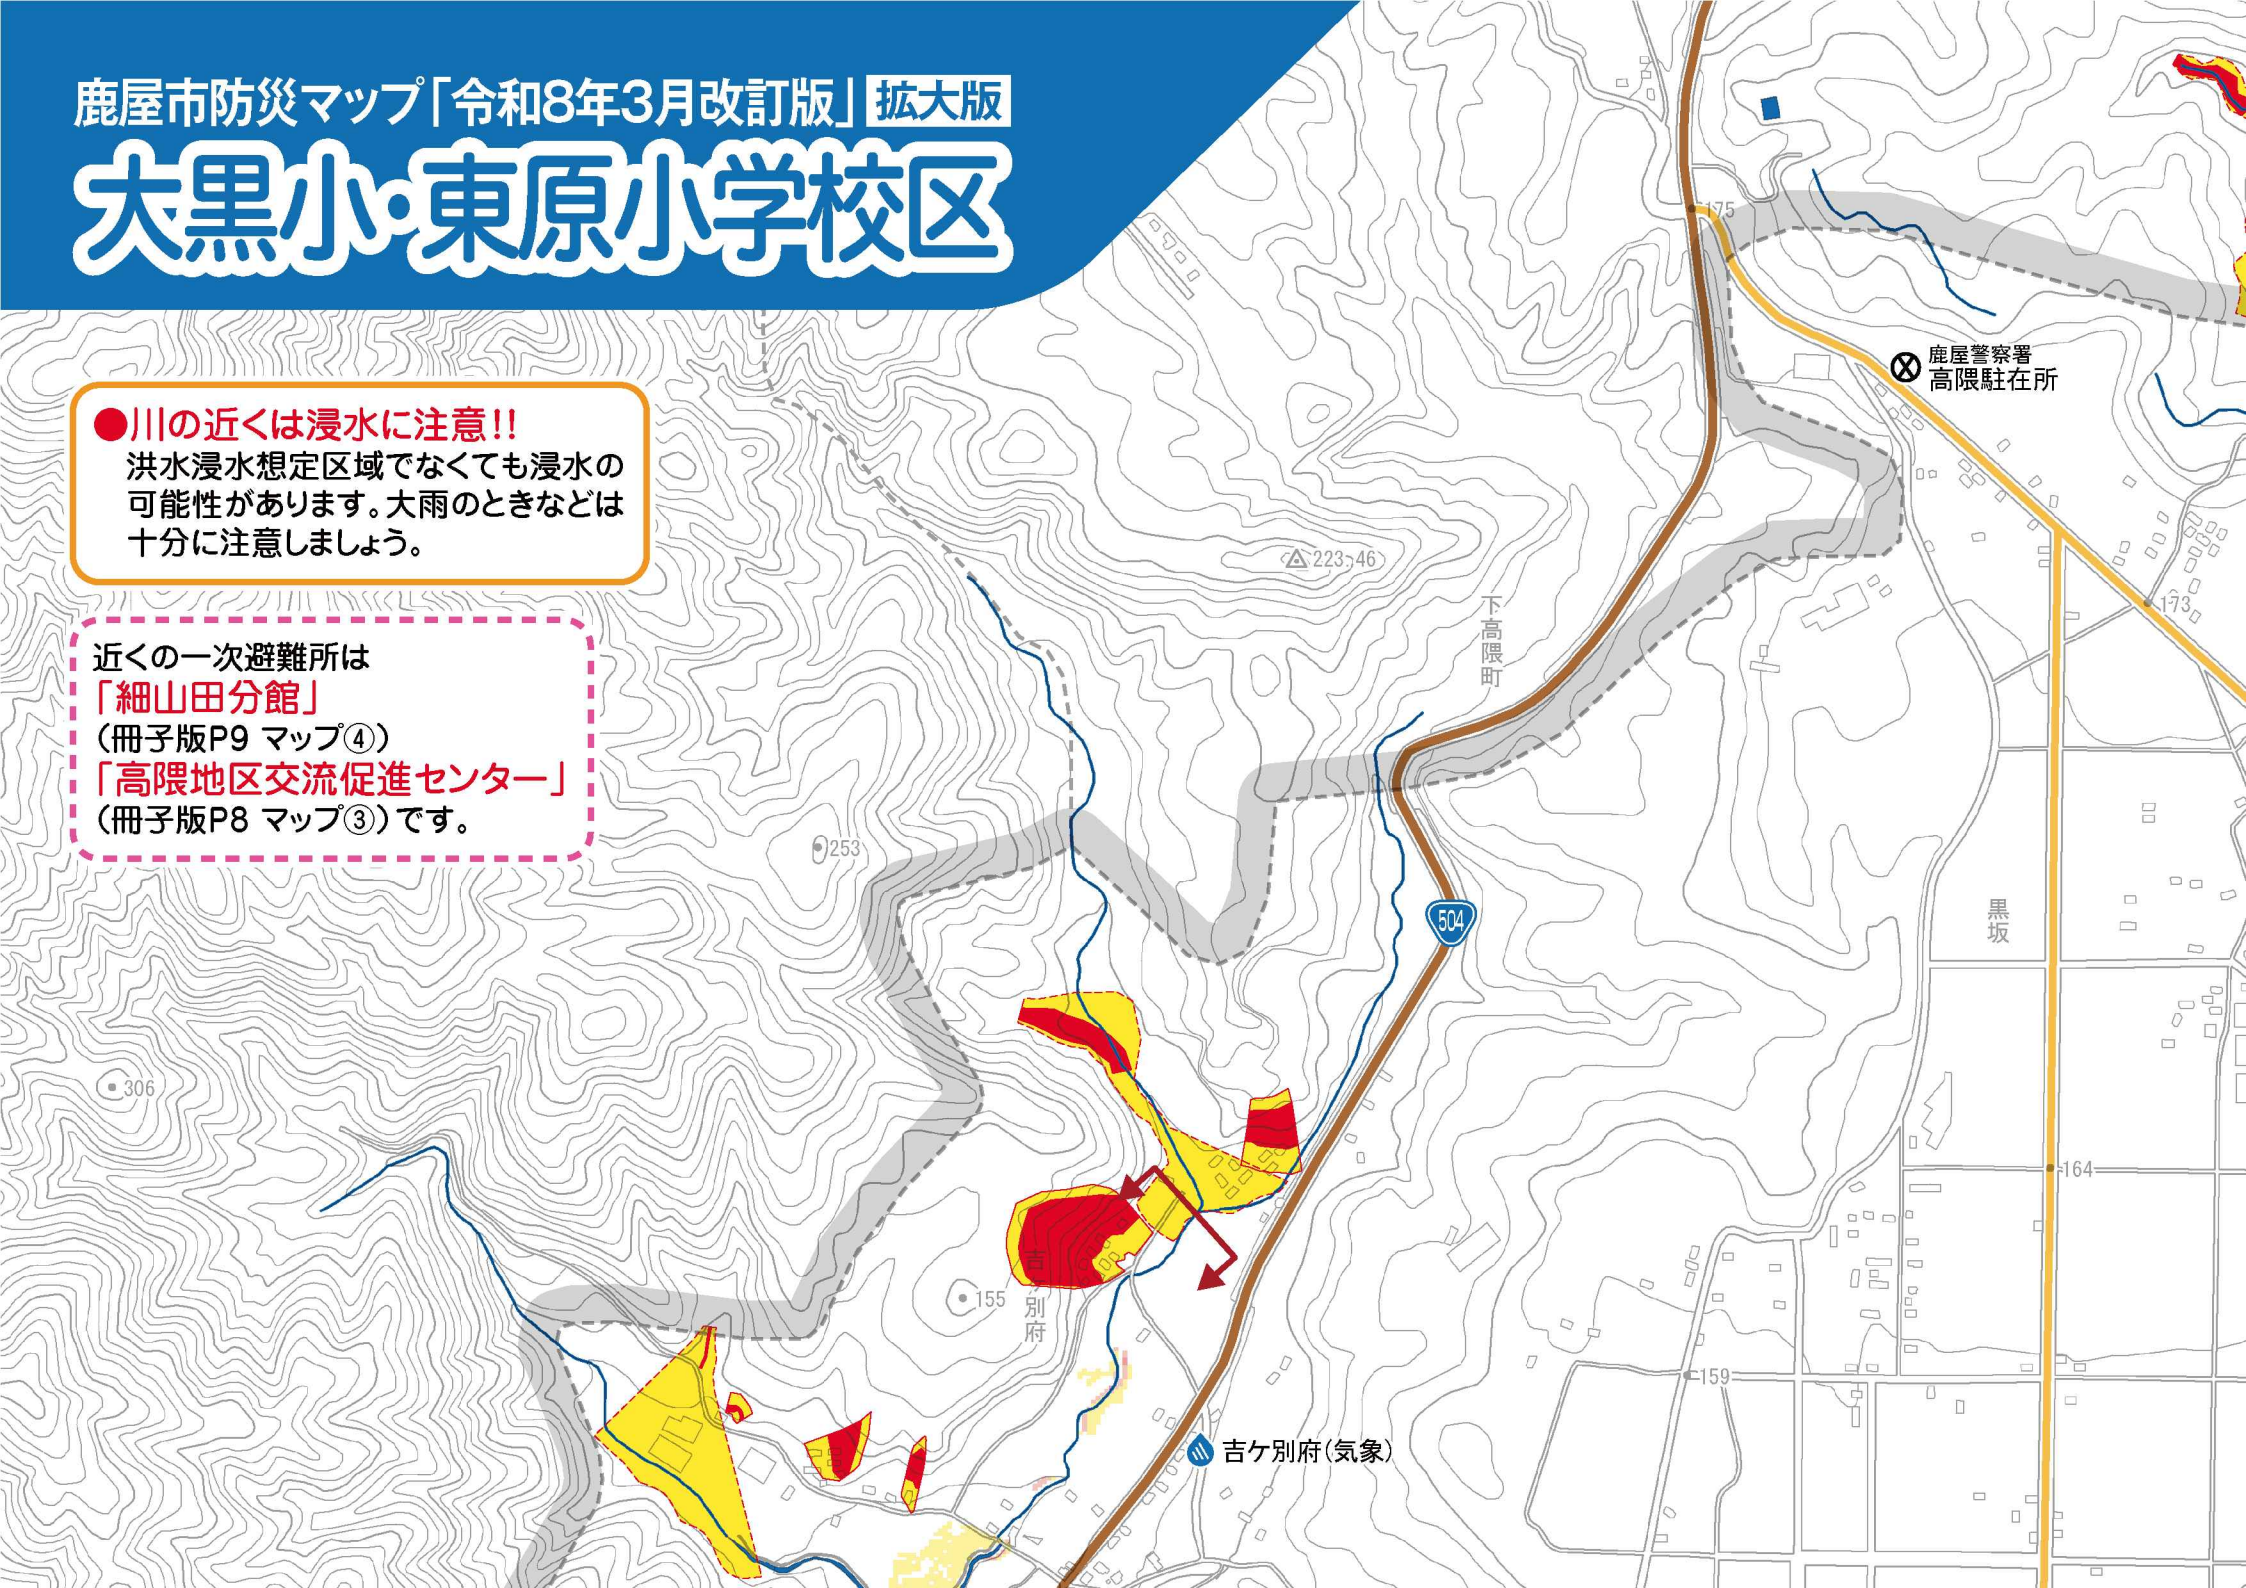 鹿屋市防災マップ「令和8年3月改訂版」 拡大版
大黒小・東原小学校区
●川の近くは浸水に注意!!
洪水浸水想定区域でなくても浸水の
可能性があります。大雨のときなどは
十分に注意しましょう。
近くの一次避難所は
「細山田分館」
（冊子版P9 マップ④）
「高隈地区交流促進センター」
（冊子版P8 マップ③）です。
175
鹿屋警察署
高隈駐在所
223.46
下高隈町
173
253
504
黒坂
306
164
吉ヶ別府
155
159
吉ケ別府（気象）